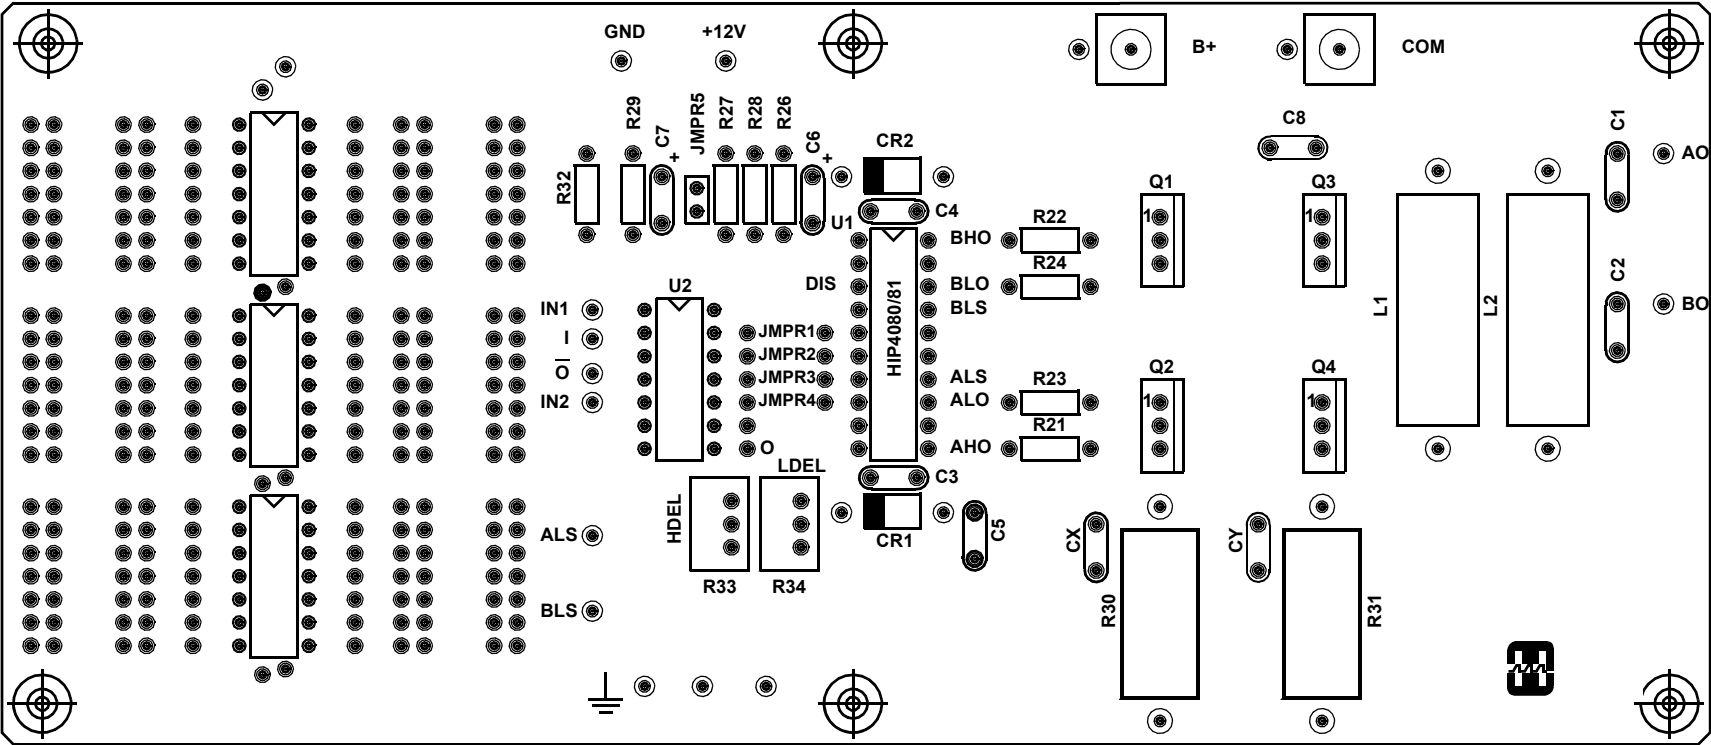 GND
+12V
B+
COM
R29
C7
+
JMPR5
R27
R28
R26
C6
+
CR2
C8
C1
AO
R32
U1
C4
Q1
Q3
1
1
BHO
R22
DIS
BLO
R24
BLS
U2
IN1
I
O
IN2
JMPR1
JMPR2
JMPR3
JMPR4
O
HIP4080/81
ALS
ALO
R23
AHO
R21
Q2
Q4
1
1
L1
L2
C2
BO
LDEL
HDEL
C3
CR1
C5
CX
CY
ALS
BLS
R33
R34
R30
R31